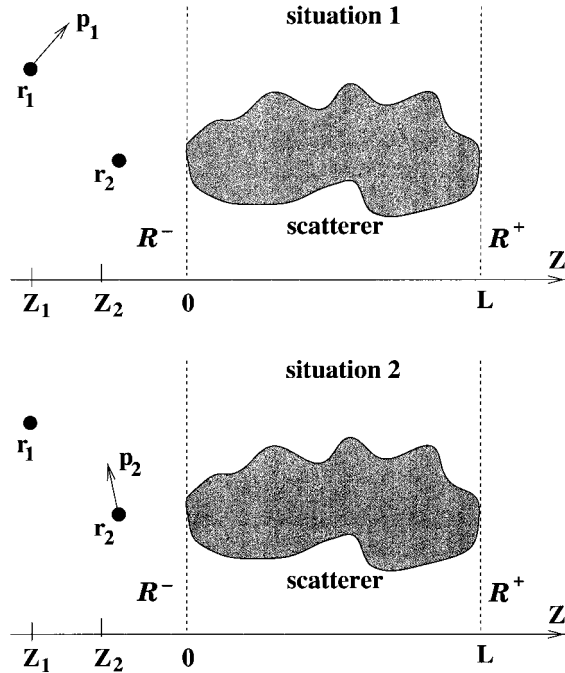 situation 1
p1
r1
r2
R− scatterer R+
Z
Z1 Z2 0 L
situation 2
r1
p2
r2
scatterer
R− R+
Z
Z1 Z2 0 L